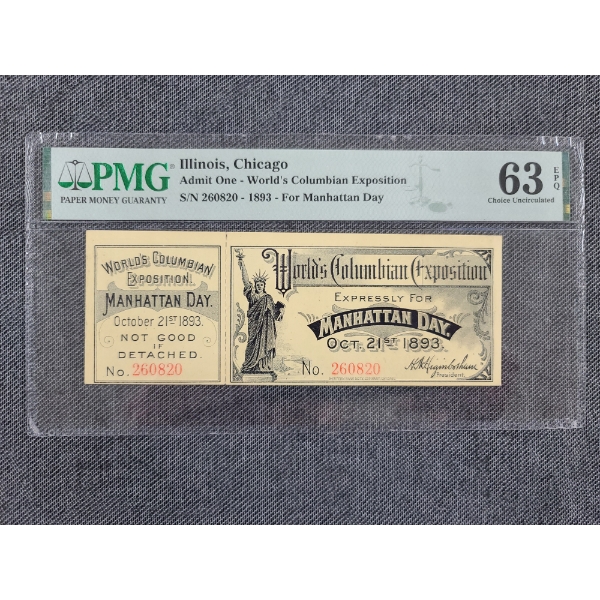 PMG®
PAPER MONEY GUARANTY
Illinois, Chicago
Admit One - World's Columbian Exposition
S/N 260820 - 1893 - For Manhattan Day
63 EPQ
Choice Uncirculated
WORLD'S COLUMBIAN
EXPOSITION.
MANHATTAN DAY.
October 21ST 1893.
NOT GOOD
IF
DETACHED.
No. 260820
World's Columbian Exposition
EXPRESSLY FOR
MANHATTAN DAY.
OCT. 21ST 1893.
No. 260820
H.N. Higinbotham
President.